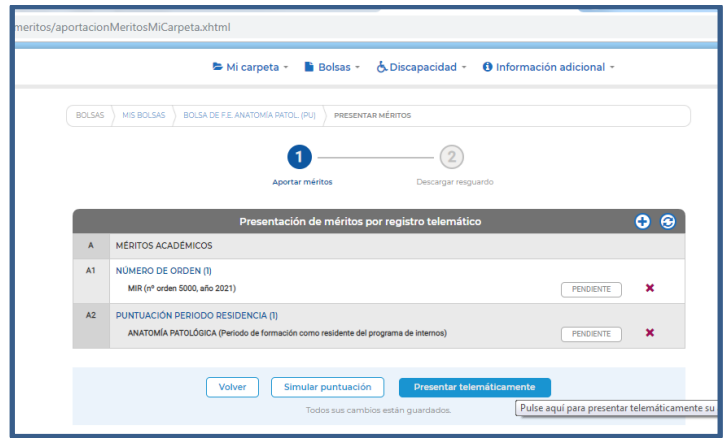 meritos/aportacionMeritosMiCarpeta.xhtml
Mi carpeta Bolsas Discapacidad Información adicional
BOLSAS MIS BOLSAS BOLSA DE F.E. ANATOMÍA PATOL. (PU) PRESENTAR MÉRITOS
1 2
Aportar méritos Descargar resguardo
Presentación de méritos por registro telemático
A MÉRITOS ACADÉMICOS
A1 NÚMERO DE ORDEN (1)
MIR (nº orden 5000, año 2021) PENDIENTE
A2 PUNTUACIÓN PERIODO RESIDENCIA (1)
ANATOMÍA PATOLÓGICA (Periodo de formación como residente del programa de internos) PENDIENTE
Volver Simular puntuación Presentar telemáticamente
Todos sus cambios están guardados.
Pulse aquí para presentar telemáticamente su